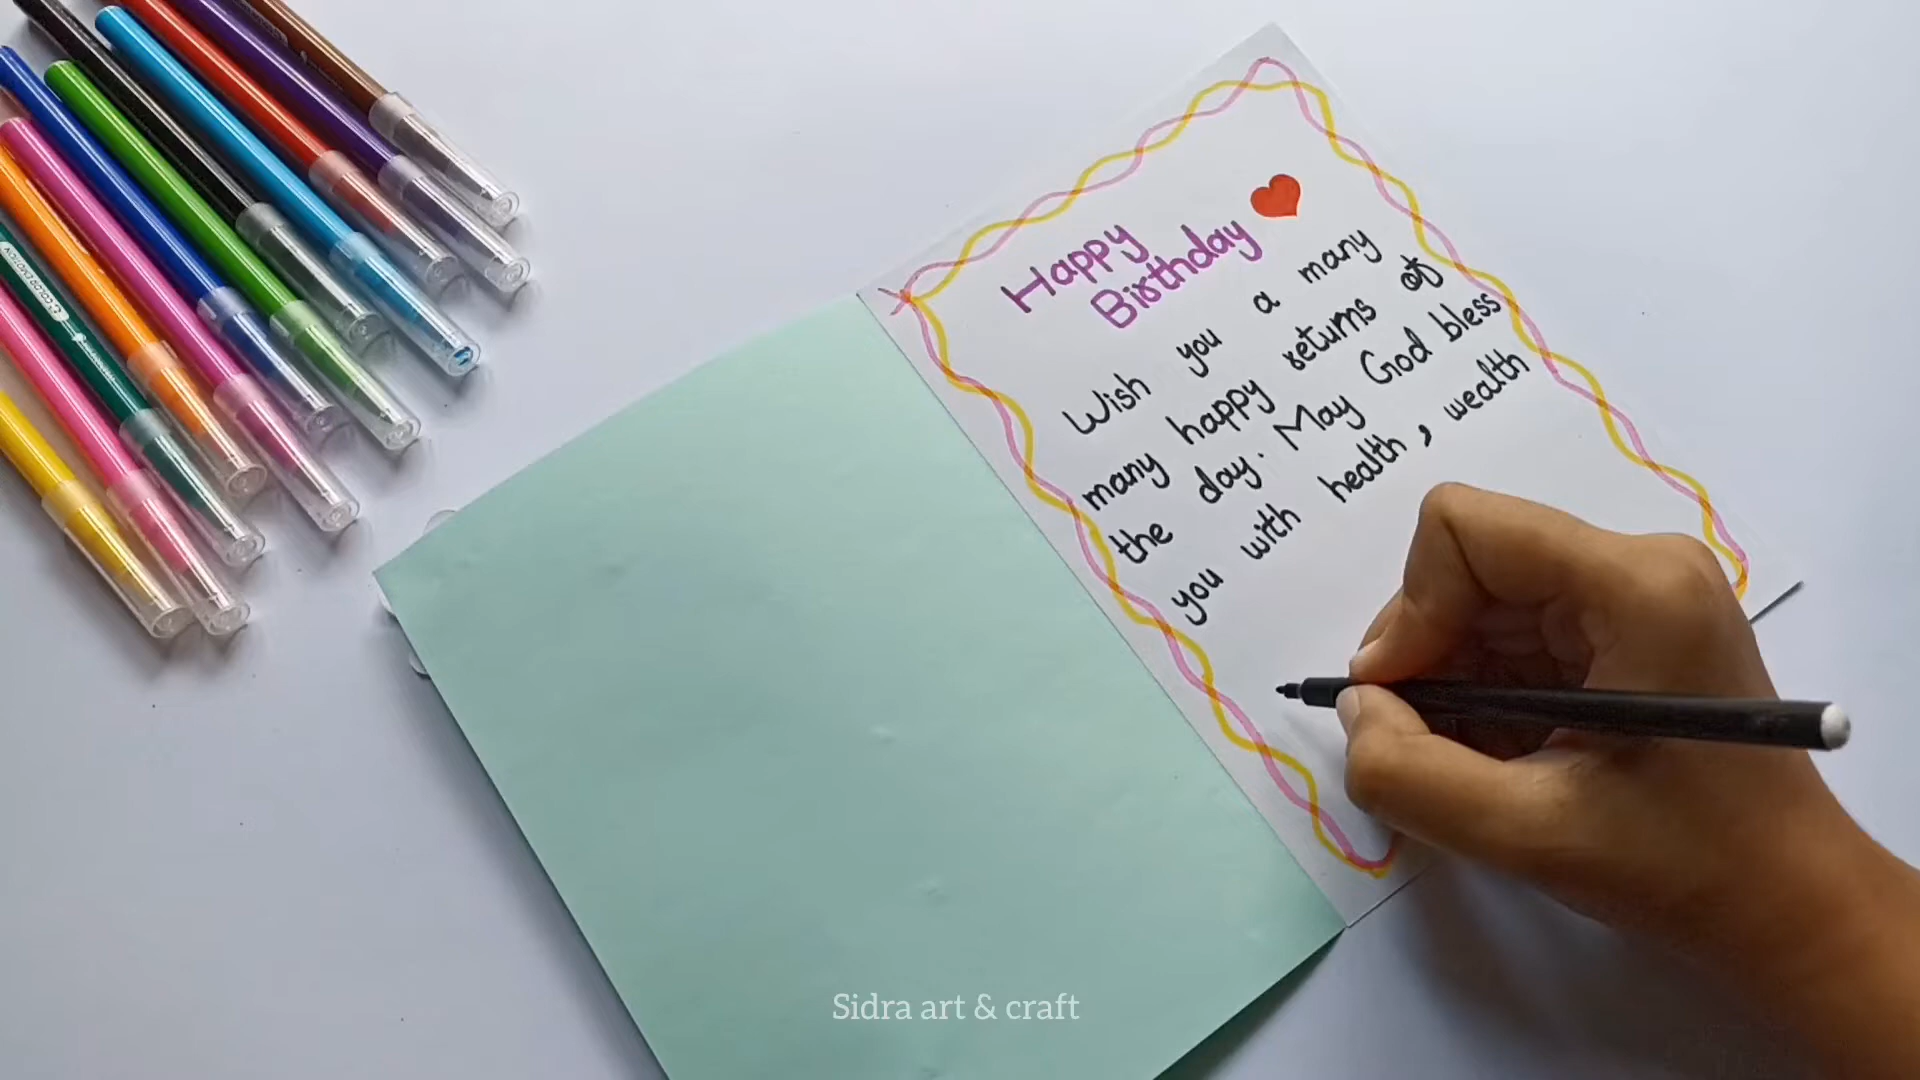 Happy
Birthday
Wish you a many
many happy returns of
the day. May God bless
you with health, wealth
Sidra art & craft